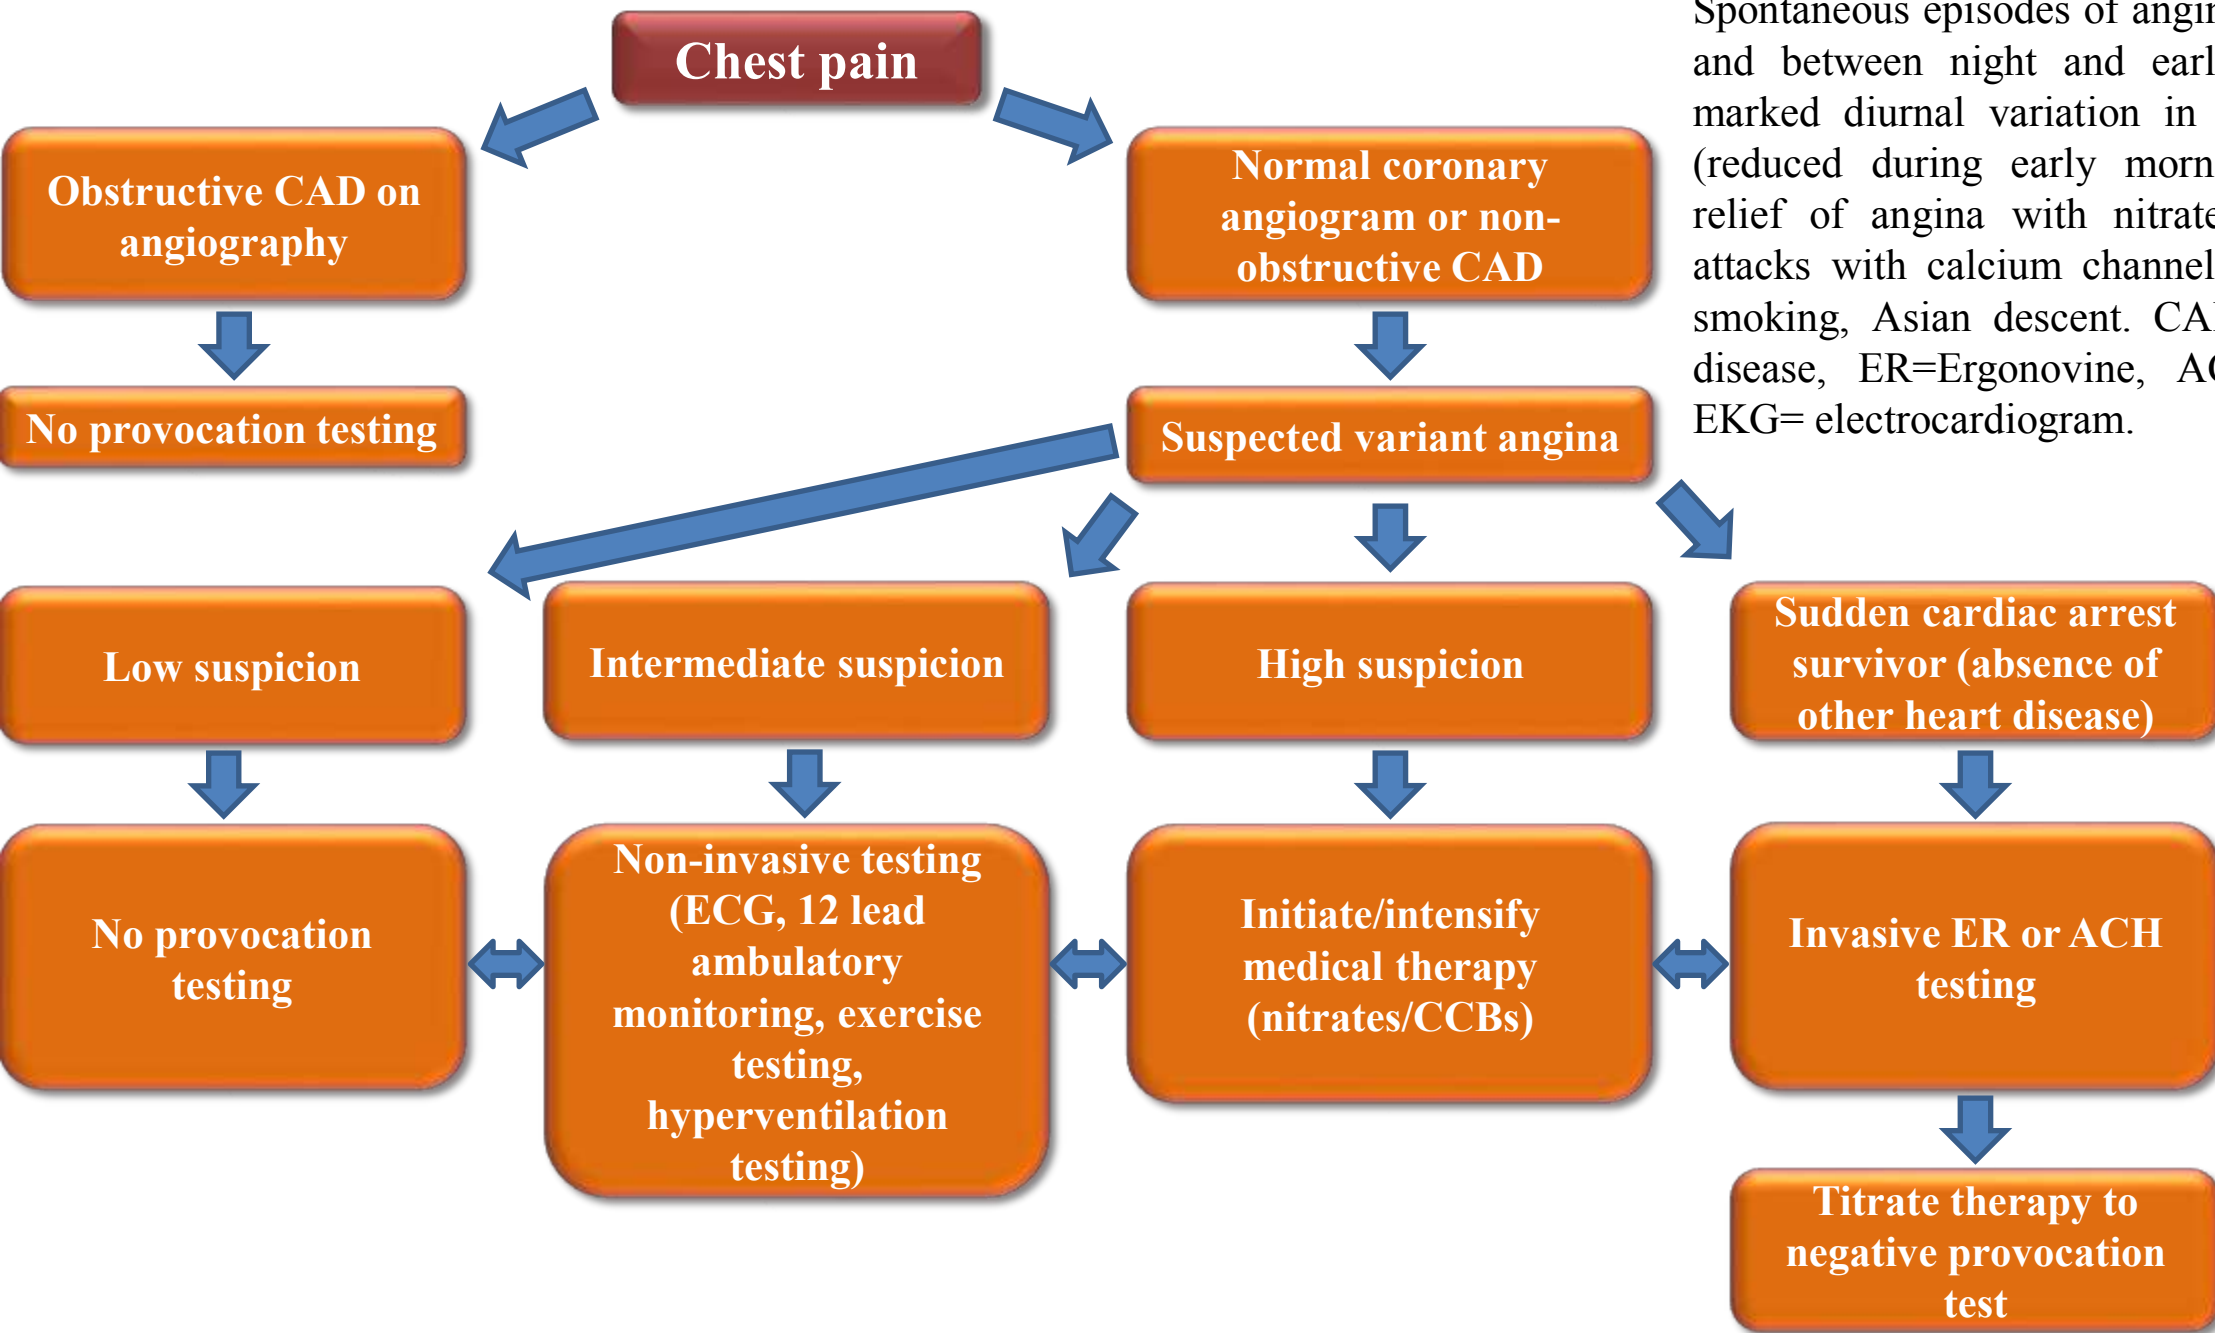 Chest pain
Obstructive CAD on
angiography
Normal coronary
angiogram or non-
obstructive CAD
Spontaneous episodes of
and between night and
marked diurnal variation in
(reduced during early
relief of angina with
attacks with calcium channel
smoking, Asian descent.
disease, ER=Ergonovine,
EKG= electrocardiogram.
No provocation testing
Suspected variant angina
Low suspicion
Intermediate suspicion
High suspicion
Sudden cardiac arrest
survivor (absence of
other heart disease)
No provocation
testing
Non-invasive testing
(ECG, 12 lead
ambulatory
monitoring, exercise
testing,
hyperventilation
testing)
Initiate/intensify
medical therapy
(nitrates/CCBs)
Invasive ER or ACH
testing
Titrate therapy to
negative provocation
test